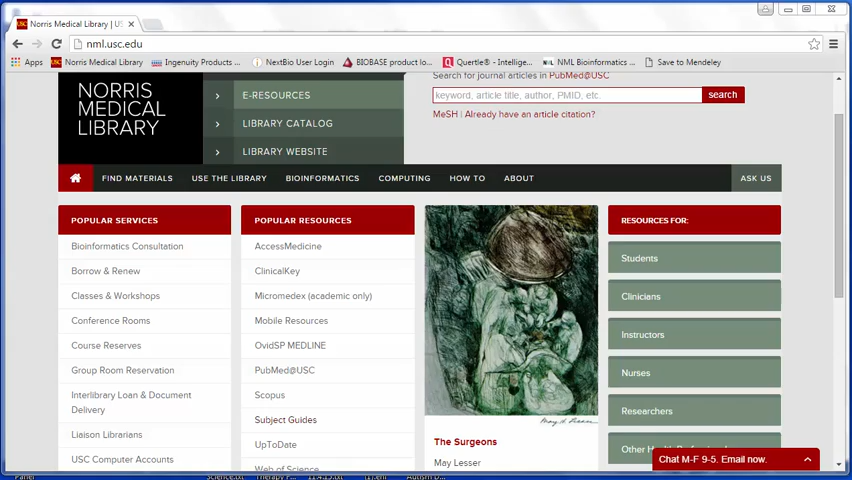 Norris Medical Library | US
nml.usc.edu
Apps
Norris Medical Library
Ingenuity Products ...
NextBio User Login
BIOBASE product lo...
Quertle® - Intellige...
NML Bioinformatics ...
Save to Mendeley
NORRIS
MEDICAL
LIBRARY
E-RESOURCES
LIBRARY CATALOG
LIBRARY WEBSITE
Search for journal articles in PubMed@USC
keyword, article title, author, PMID, etc.
search
MeSH | Already have an article citation?
FIND MATERIALS USE THE LIBRARY BIOINFORMATICS COMPUTING HOW TO ABOUT ASK US
POPULAR SERVICES
Bioinformatics Consultation
Borrow & Renew
Classes & Workshops
Conference Rooms
Course Reserves
Group Room Reservation
Interlibrary Loan & Document
Delivery
Liaison Librarians
USC Computer Accounts
POPULAR RESOURCES
AccessMedicine
ClinicalKey
Micromedex (academic only)
Mobile Resources
OvidSP MEDLINE
PubMed@USC
Scopus
Subject Guides
UpToDate
Web of Science
The Surgeons
May Lesser
RESOURCES FOR:
Students
Clinicians
Instructors
Nurses
Researchers
Chat M-F 9-5. Email now.